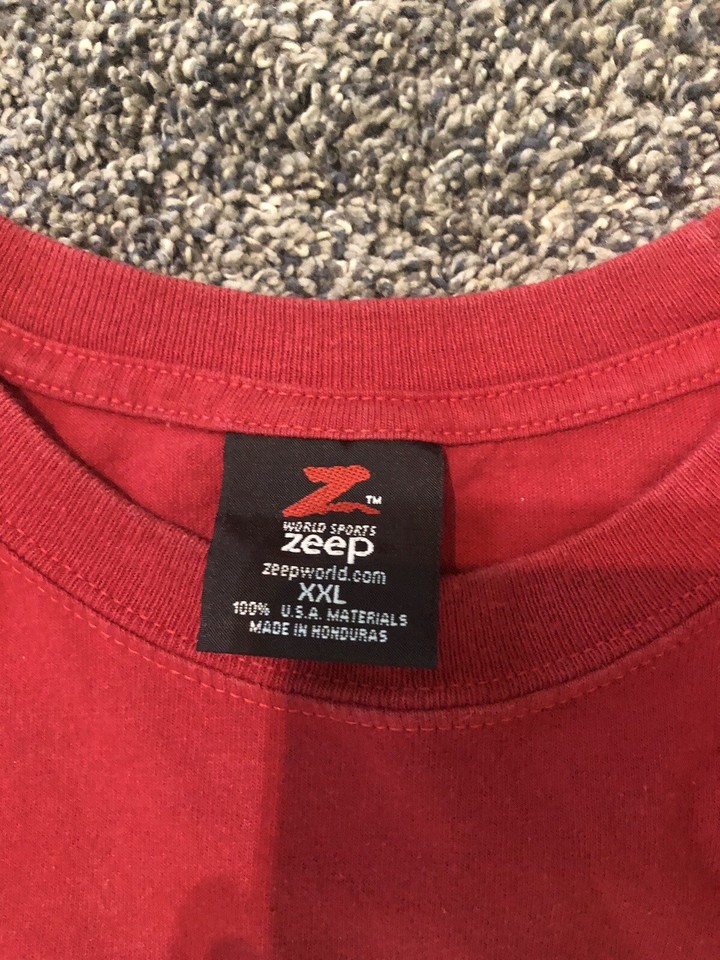 Z™
WORLD SPORTS
zeep
zeepworld.com
XXL
100% U.S.A. MATERIALS
MADE IN HONDURAS